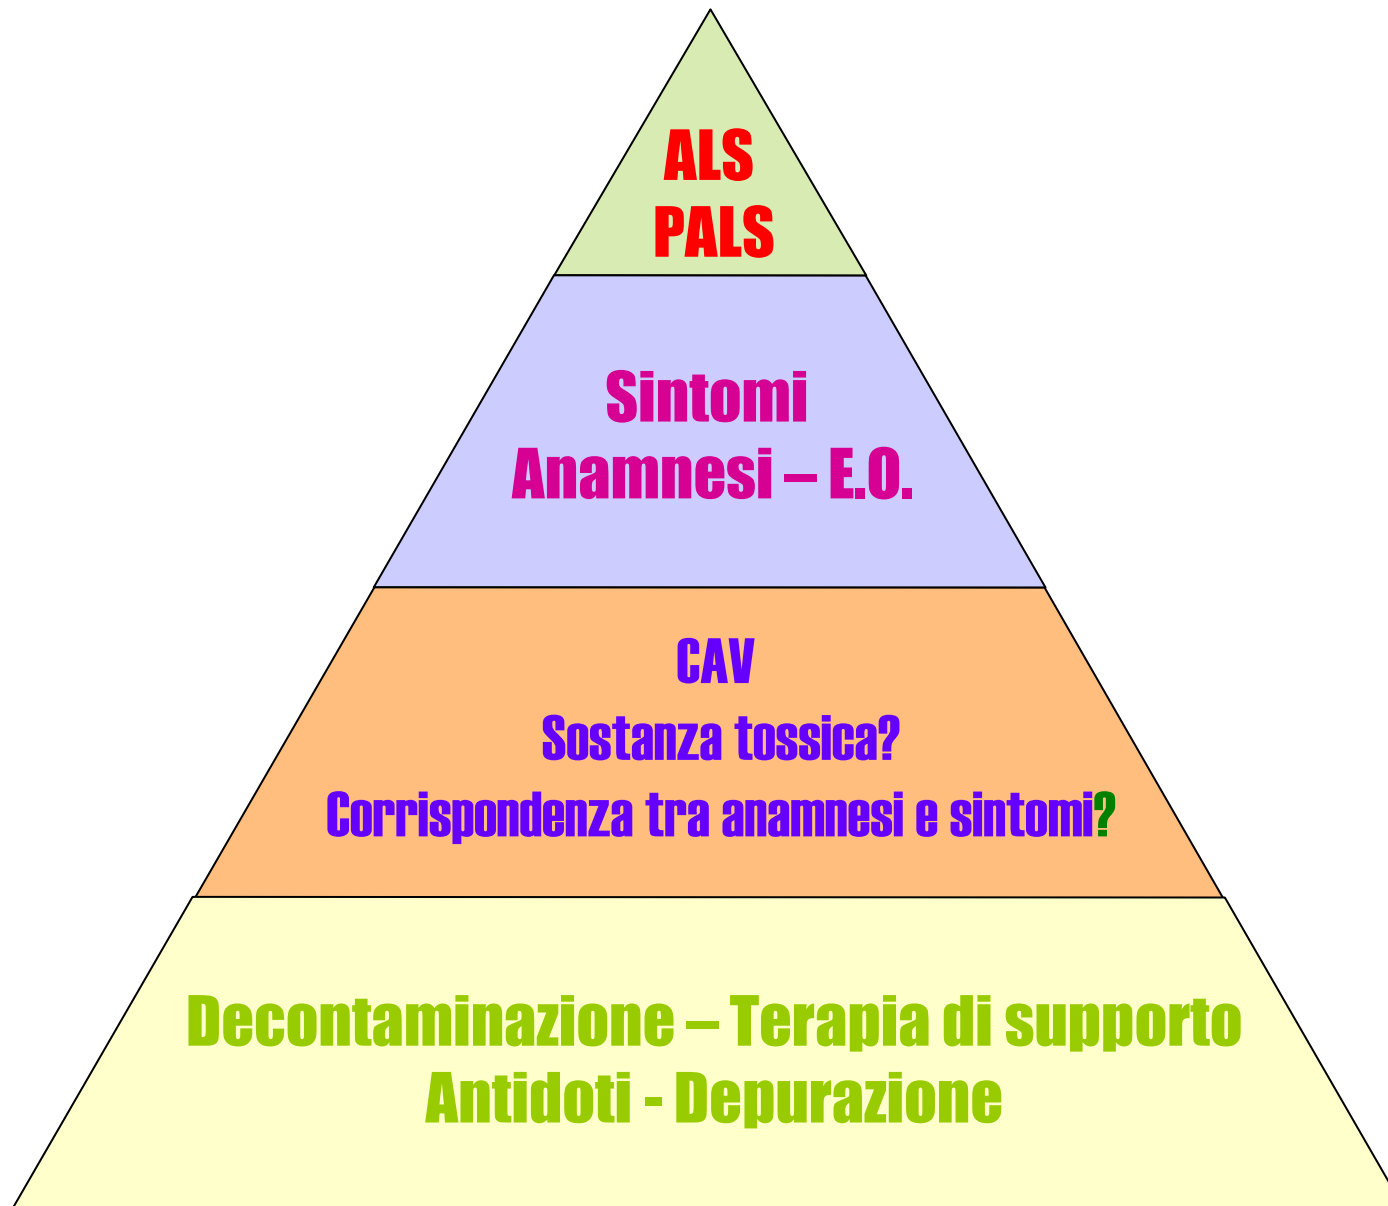 ALS
PALS
Sintomi
Anamnesi – E.O.
CAV
Sostanza tossica?
Corrispondenza tra anamnesi e sintomi?
Decontaminazione – Terapia di supporto
Antidoti - Depurazione